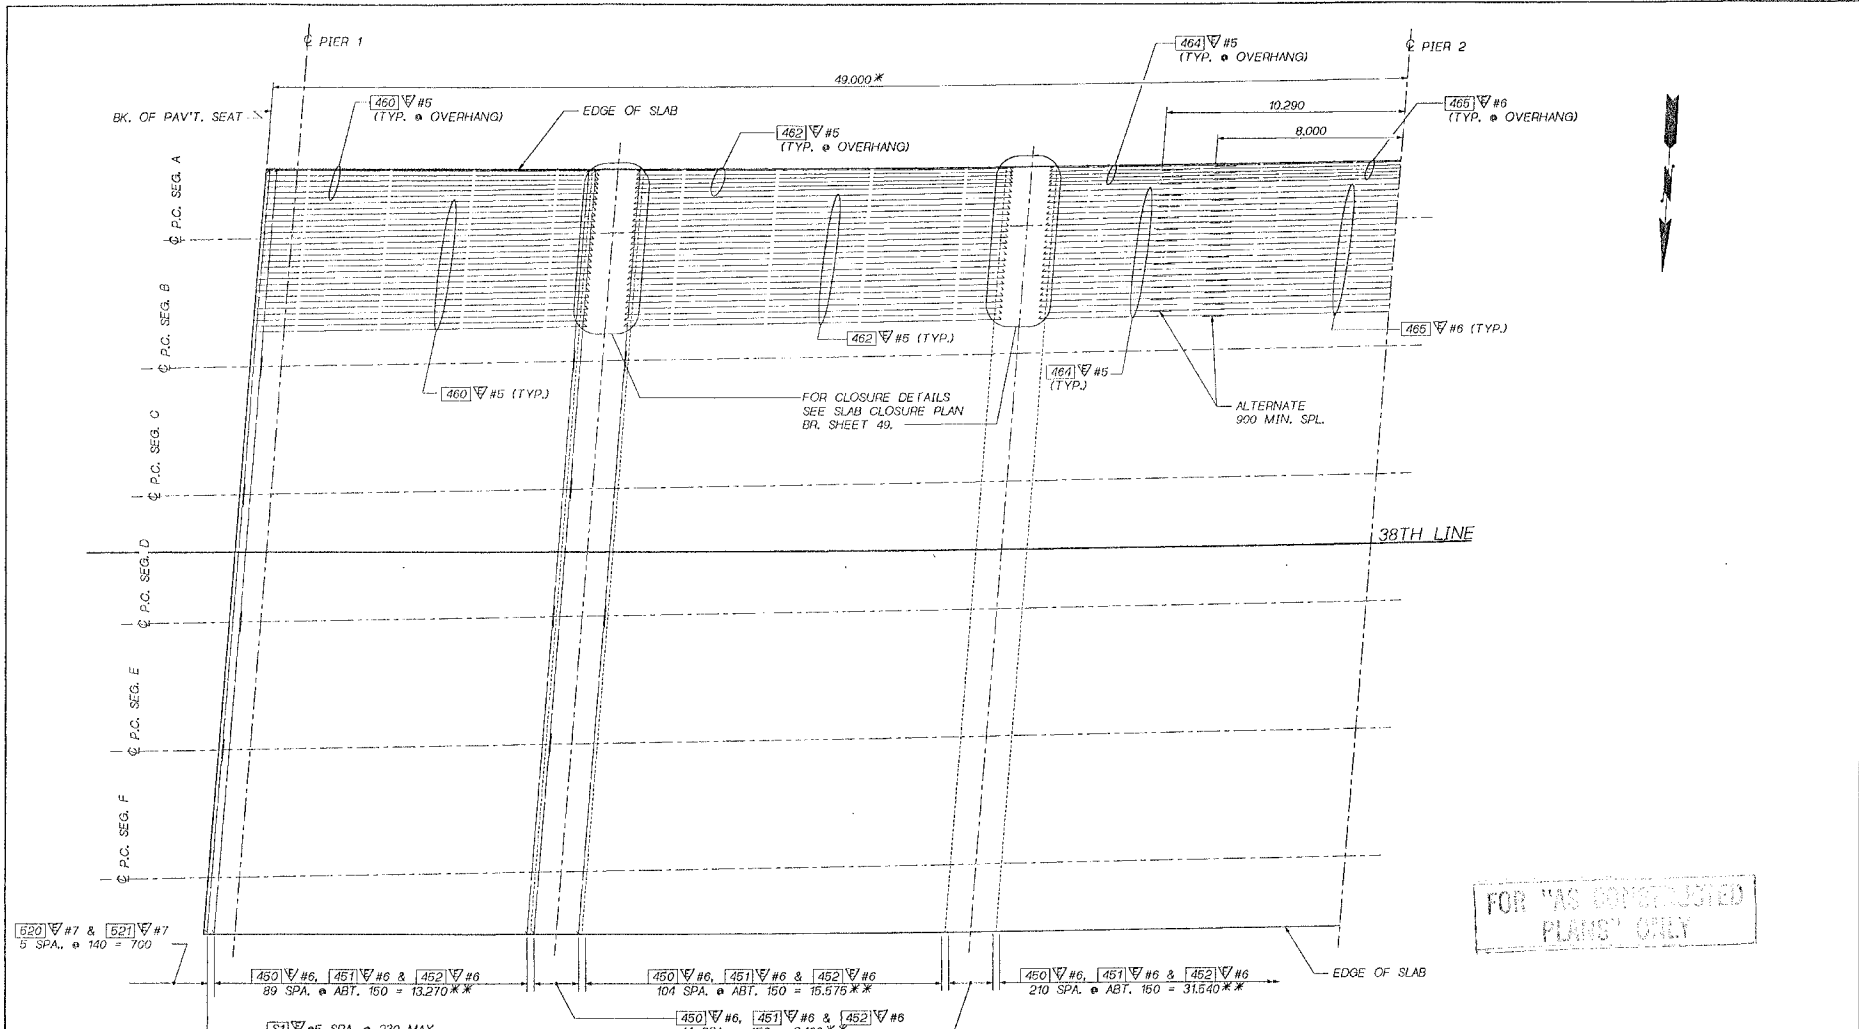 ℄ PIER 1
464 E #5
(TYP. @ OVERHANG)
℄ PIER 2
49.000*
BK. OF PAV'T. SEAT
460 E #5
(TYP. @ OVERHANG)
EDGE OF SLAB
462 E #5
(TYP. @ OVERHANG)
10.290
8.000
465 E #6
(TYP. @ OVERHANG)
N
℄ P.C. SEG. A
℄ P.C. SEG. B
℄ P.C. SEG. C
℄ P.C. SEG. D
℄ P.C. SEG. E
℄ P.C. SEG. F
460 E #5 (TYP.)
462 E #5 (TYP.)
464 E #5
(TYP.)
465 E #6 (TYP.)
FOR CLOSURE DETAILS
SEE SLAB CLOSURE PLAN
BR. SHEET 49.
ALTERNATE
900 MIN. SPL.
38TH LINE
FOR "AS CONSTRUCTED
PLANS" ONLY
520 E #7 & 521 E #7
5 SPA., @ 140 = 700
450 E #6, 451 E #6 & 452 E #6
89 SPA. @ ABT. 150 = 13.270**
450 E #6, 451 E #6 & 452 E #6
104 SPA. @ ABT. 150 = 15.575**
450 E #6, 451 E #6 & 452 E #6
210 SPA. @ ABT. 150 = 31.540**
EDGE OF SLAB
450 E #6, 451 E #6 & 452 E #6
S1 E #5 SPA. @ 230 MAX.